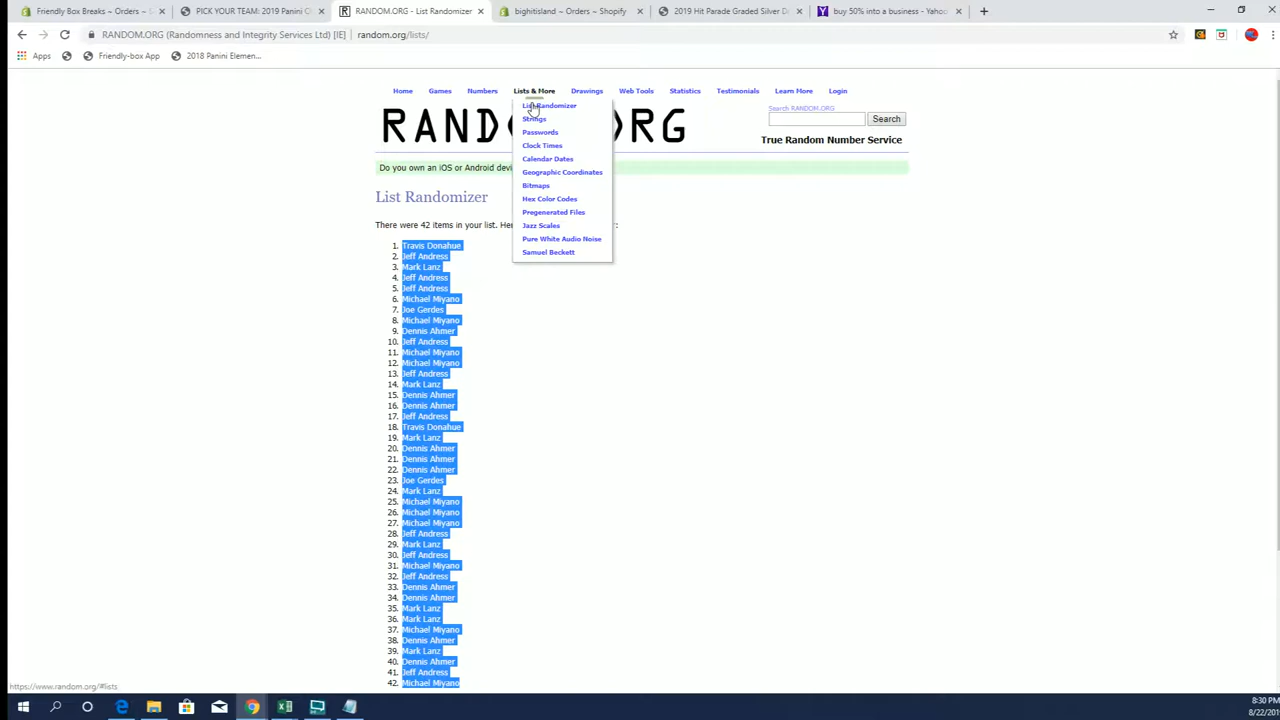 Friendly Box Breaks ~ Orders ~ S
PICK YOUR TEAM: 2019 Panini C
RANDOM.ORG - List Randomizer
bighitisland ~ Orders ~ Shopify
2019 Hit Parade Graded Silver D
buy 50% into a business - Yahoo
RANDOM.ORG (Randomness and Integrity Services Ltd) [IE] | random.org/lists/
Apps
Friendly-box App
2018 Panini Elemen...
Home Games Numbers Lists & More Drawings Web Tools Statistics Testimonials Learn More Login
List Randomizer
Strings
Passwords
Clock Times
Calendar Dates
Geographic Coordinates
Bitmaps
Hex Color Codes
Pregenerated Files
Jazz Scales
Pure White Audio Noise
Samuel Beckett
RAND RG
Search RANDOM.ORG
Search
True Random Number Service
Do you own an iOS or Android devi
List Randomizer
There were 42 items in your list. Her r:
1. Travis Donahue
2. Jeff Andress
3. Mark Lanz
4. Jeff Andress
5. Jeff Andress
6. Michael Miyano
7. Joe Gerdes
8. Michael Miyano
9. Dennis Ahmer
10. Jeff Andress
11. Michael Miyano
12. Michael Miyano
13. Jeff Andress
14. Mark Lanz
15. Dennis Ahmer
16. Dennis Ahmer
17. Jeff Andress
18. Travis Donahue
19. Mark Lanz
20. Dennis Ahmer
21. Dennis Ahmer
22. Dennis Ahmer
23. Joe Gerdes
24. Mark Lanz
25. Michael Miyano
26. Michael Miyano
27. Michael Miyano
28. Jeff Andress
29. Mark Lanz
30. Jeff Andress
31. Michael Miyano
32. Jeff Andress
33. Dennis Ahmer
34. Dennis Ahmer
35. Mark Lanz
36. Mark Lanz
37. Michael Miyano
38. Dennis Ahmer
39. Mark Lanz
40. Dennis Ahmer
41. Jeff Andress
42. Michael Miyano
https://www.random.org/#lists
8:30 PM
8/22/201